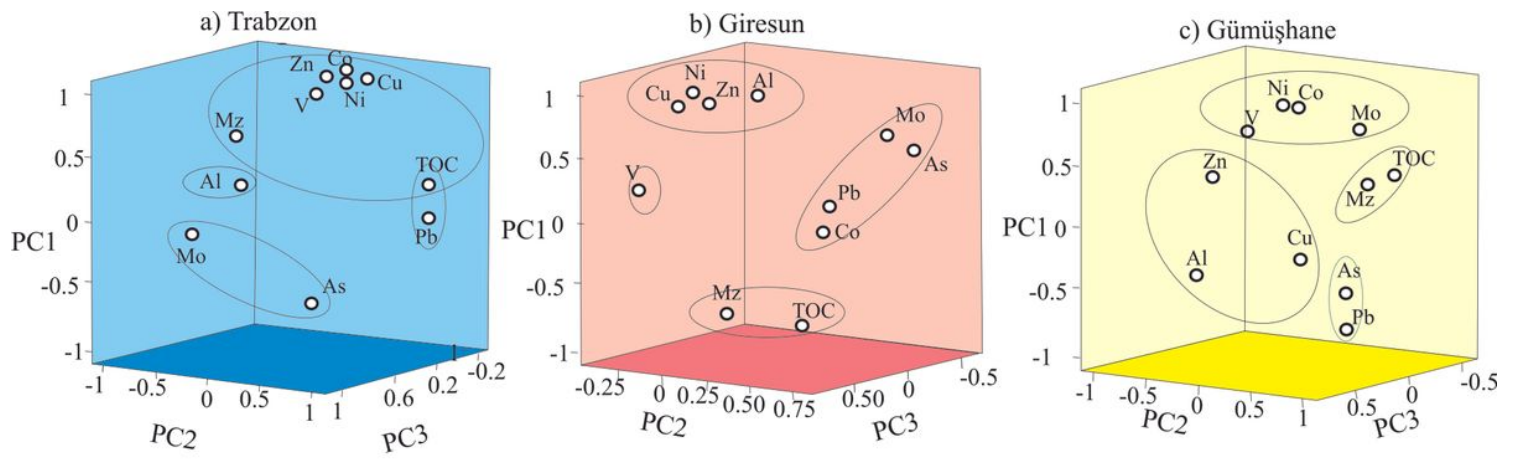 a) Trabzon
Co
Zn
Cu
V
Ni
Mz
TOC
Al
Pb
Mo
As
1
0.5
0
-0.5
-1
PC1
-1
-0.5
0
0.5
1
PC2
1
0.6
0.2
1
-0.2
PC3
b) Giresun
Ni
Al
Cu
Zn
Mo
As
V
Pb
Co
Mz
TOC
1
0.5
0
-0.5
-1
PC1
-0.25
0
0.25
0.50
0.75
PC2
0.50
0
-0.5
PC3
c) Gümüşhane
Ni
Co
V
Mo
Zn
TOC
Mz
Cu
Al
As
Pb
1
0.5
0
-0.5
-1
PC1
-1
-0.5
0
0.5
1
PC2
0.5
0
-0.5
PC3